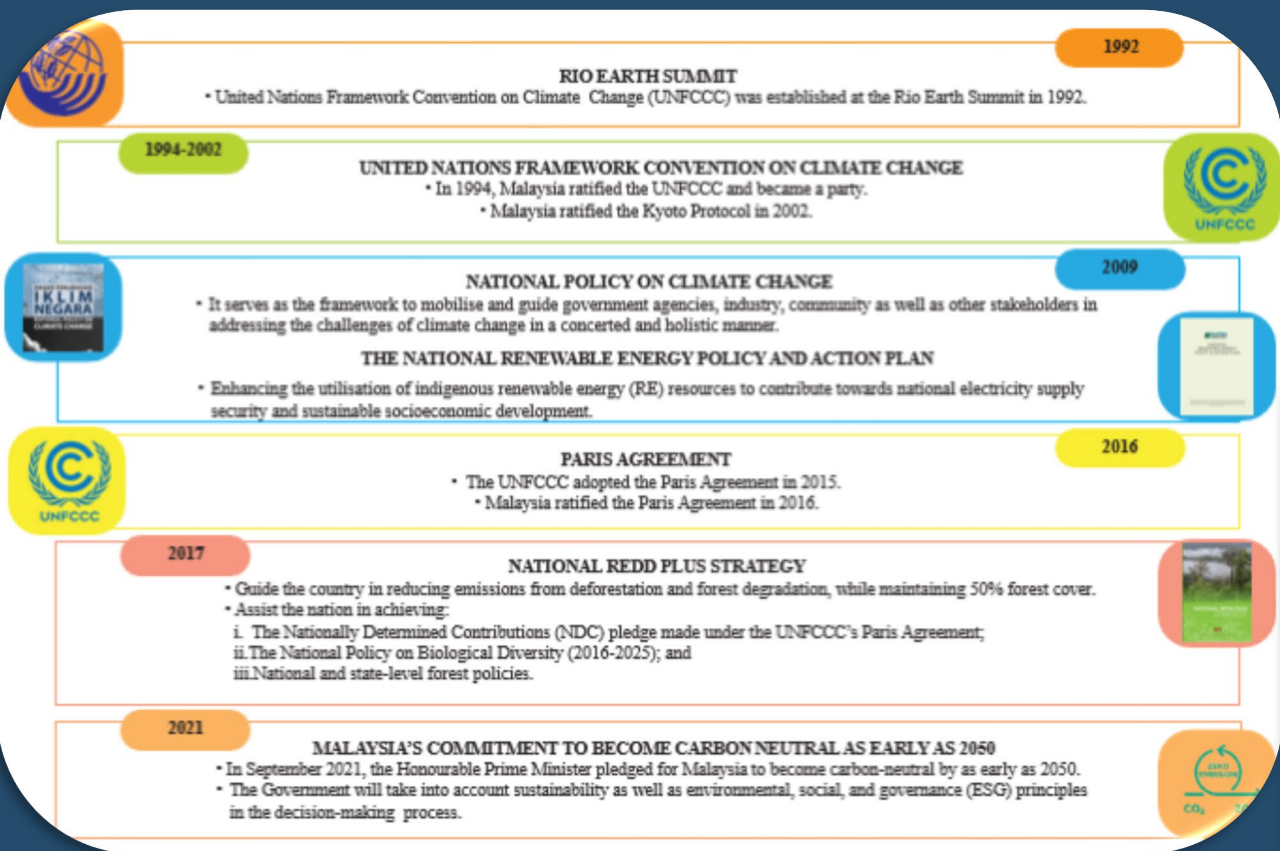 1992
RIO EARTH SUMMIT
• United Nations Framework Convention on Climate Change (UNFCCC) was established at the Rio Earth Summit in 1992.
1994-2002
UNITED NATIONS FRAMEWORK CONVENTION ON CLIMATE CHANGE
• In 1994, Malaysia ratified the UNFCCC and became a party.
• Malaysia ratified the Kyoto Protocol in 2002.
UNFCCC
2009
IKLIM
NEGARA
CLIMATE CHANGE
NATIONAL POLICY ON CLIMATE CHANGE
• It serves as the framework to mobilise and guide government agencies, industry, community as well as other stakeholders in
addressing the challenges of climate change in a concerted and holistic manner.
THE NATIONAL RENEWABLE ENERGY POLICY AND ACTION PLAN
• Enhancing the utilisation of indigenous renewable energy (RE) resources to contribute towards national electricity supply
security and sustainable socioeconomic development.
2016
UNFCCC
PARIS AGREEMENT
• The UNFCCC adopted the Paris Agreement in 2015.
• Malaysia ratified the Paris Agreement in 2016.
2017
NATIONAL REDD PLUS STRATEGY
• Guide the country in reducing emissions from deforestation and forest degradation, while maintaining 50% forest cover.
• Assist the nation in achieving:
i. The Nationally Determined Contributions (NDC) pledge made under the UNFCCC's Paris Agreement;
ii.The National Policy on Biological Diversity (2016-2025); and
iii.National and state-level forest policies.
NATIONAL REDD PLUS
2021
MALAYSIA'S COMMITMENT TO BECOME CARBON NEUTRAL AS EARLY AS 2050
• In September 2021, the Honourable Prime Minister pledged for Malaysia to become carbon-neutral by as early as 2050.
• The Government will take into account sustainability as well as environmental, social, and governance (ESG) principles
in the decision-making process.
ZERO
EMISSION
CO₂